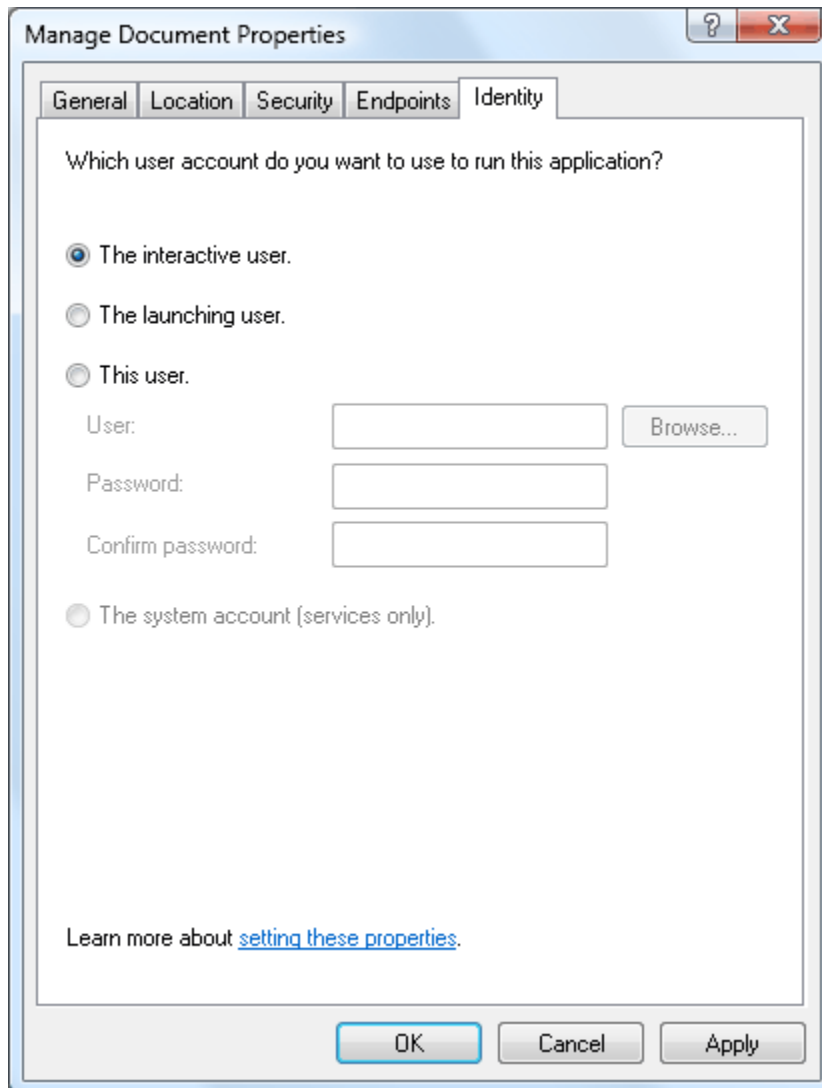 Manage Document Properties
?
General Location Security Endpoints Identity
Which user account do you want to use to run this application?
The interactive user.
The launching user.
This user.
User:
Browse...
Password:
Confirm password:
The system account (services only).
Learn more about setting these properties.
OK Cancel Apply